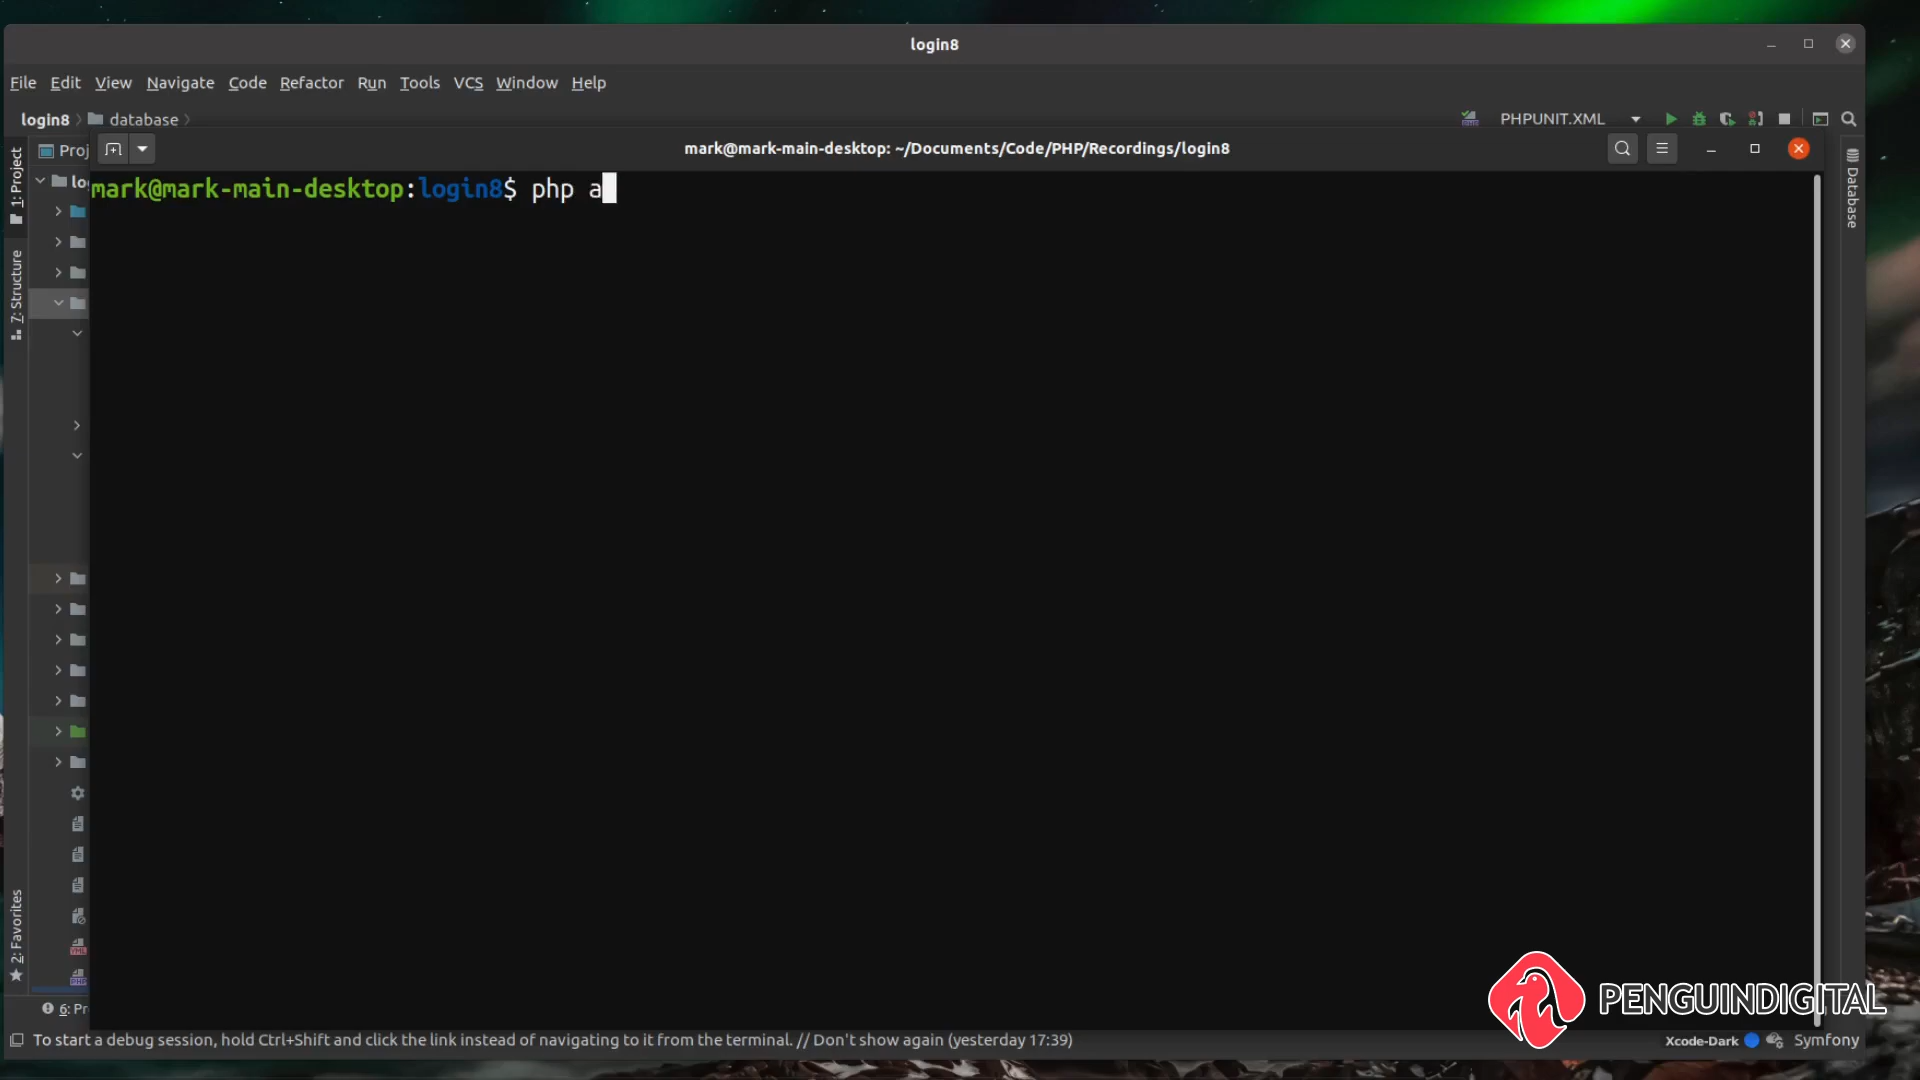 login8
File Edit View Navigate Code Refactor Run Tools VCS Window Help
login8 database PHPUNIT.XML
Proj
mark@mark-main-desktop: ~/Documents/Code/PHP/Recordings/login8
mark@mark-main-desktop:login8$ php a
1: Project
7: Structure
2: Favorites
Database
6: Pr
To start a debug session, hold Ctrl+Shift and click the link instead of navigating to it from the terminal. // Don't show again (yesterday 17:39)
Xcode-Dark Symfony
PENGUINDIGITAL